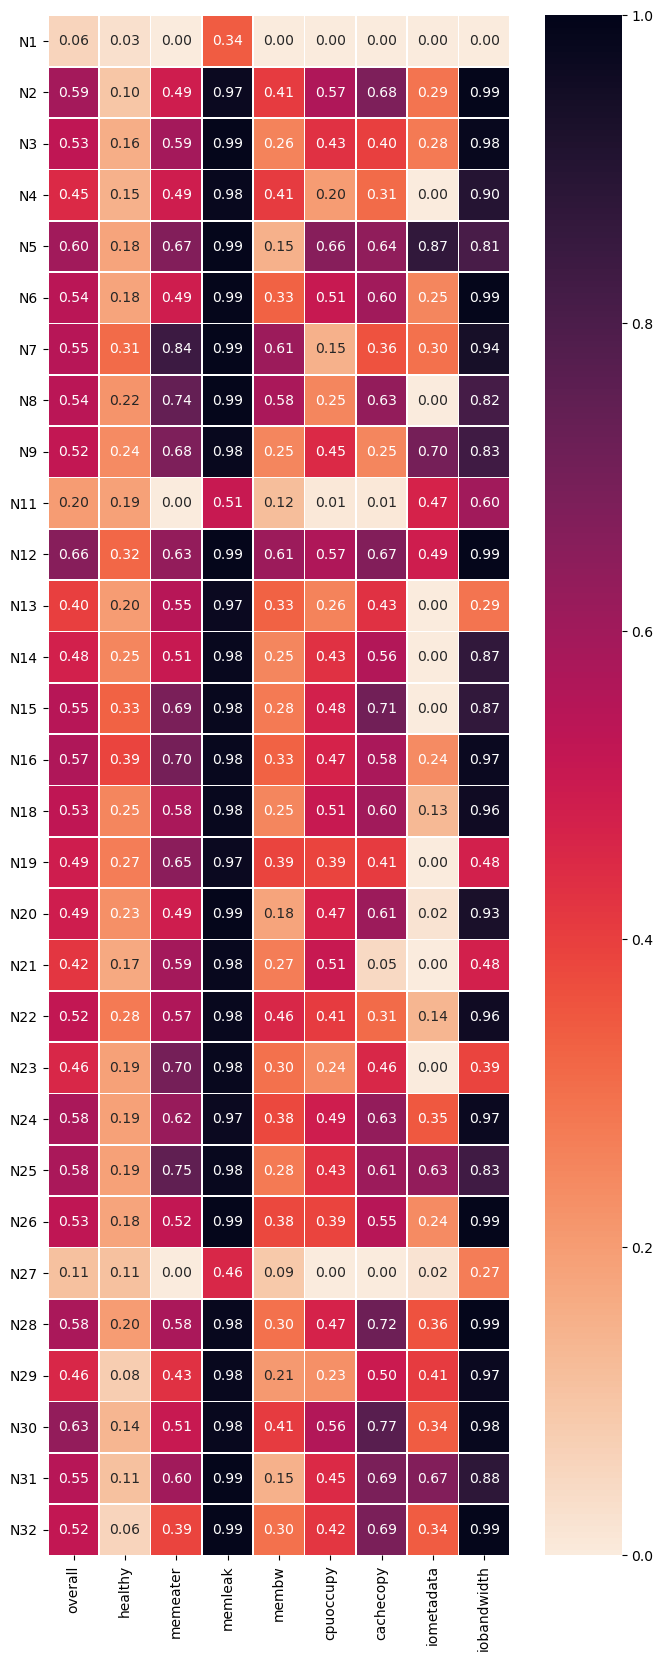 N1 0.06 0.03 0.00 0.34 0.00 0.00 0.00 0.00 0.00
N2 0.59 0.10 0.49 0.97 0.41 0.57 0.68 0.29 0.99
N3 0.53 0.16 0.59 0.99 0.26 0.43 0.40 0.28 0.98
N4 0.45 0.15 0.49 0.98 0.41 0.20 0.31 0.00 0.90
N5 0.60 0.18 0.67 0.99 0.15 0.66 0.64 0.87 0.81
N6 0.54 0.18 0.49 0.99 0.33 0.51 0.60 0.25 0.99
N7 0.55 0.31 0.84 0.99 0.61 0.15 0.36 0.30 0.94
N8 0.54 0.22 0.74 0.99 0.58 0.25 0.63 0.00 0.82
N9 0.52 0.24 0.68 0.98 0.25 0.45 0.25 0.70 0.83
N11 0.20 0.19 0.00 0.51 0.12 0.01 0.01 0.47 0.60
N12 0.66 0.32 0.63 0.99 0.61 0.57 0.67 0.49 0.99
N13 0.40 0.20 0.55 0.97 0.33 0.26 0.43 0.00 0.29
N14 0.48 0.25 0.51 0.98 0.25 0.43 0.56 0.00 0.87
N15 0.55 0.33 0.69 0.98 0.28 0.48 0.71 0.00 0.87
N16 0.57 0.39 0.70 0.98 0.33 0.47 0.58 0.24 0.97
N18 0.53 0.25 0.58 0.98 0.25 0.51 0.60 0.13 0.96
N19 0.49 0.27 0.65 0.97 0.39 0.39 0.41 0.00 0.48
N20 0.49 0.23 0.49 0.99 0.18 0.47 0.61 0.02 0.93
N21 0.42 0.17 0.59 0.98 0.27 0.51 0.05 0.00 0.48
N22 0.52 0.28 0.57 0.98 0.46 0.41 0.31 0.14 0.96
N23 0.46 0.19 0.70 0.98 0.30 0.24 0.46 0.00 0.39
N24 0.58 0.19 0.62 0.97 0.38 0.49 0.63 0.35 0.97
N25 0.58 0.19 0.75 0.98 0.28 0.43 0.61 0.63 0.83
N26 0.53 0.18 0.52 0.99 0.38 0.39 0.55 0.24 0.99
N27 0.11 0.11 0.00 0.46 0.09 0.00 0.00 0.02 0.27
N28 0.58 0.20 0.58 0.98 0.30 0.47 0.72 0.36 0.99
N29 0.46 0.08 0.43 0.98 0.21 0.23 0.50 0.41 0.97
N30 0.63 0.14 0.51 0.98 0.41 0.56 0.77 0.34 0.98
N31 0.55 0.11 0.60 0.99 0.15 0.45 0.69 0.67 0.88
N32 0.52 0.06 0.39 0.99 0.30 0.42 0.69 0.34 0.99
overall healthy memeater memleak membw cpuoccupy cachecopy iometadata iobandwidth
1.0
0.8
0.6
0.4
0.2
0.0